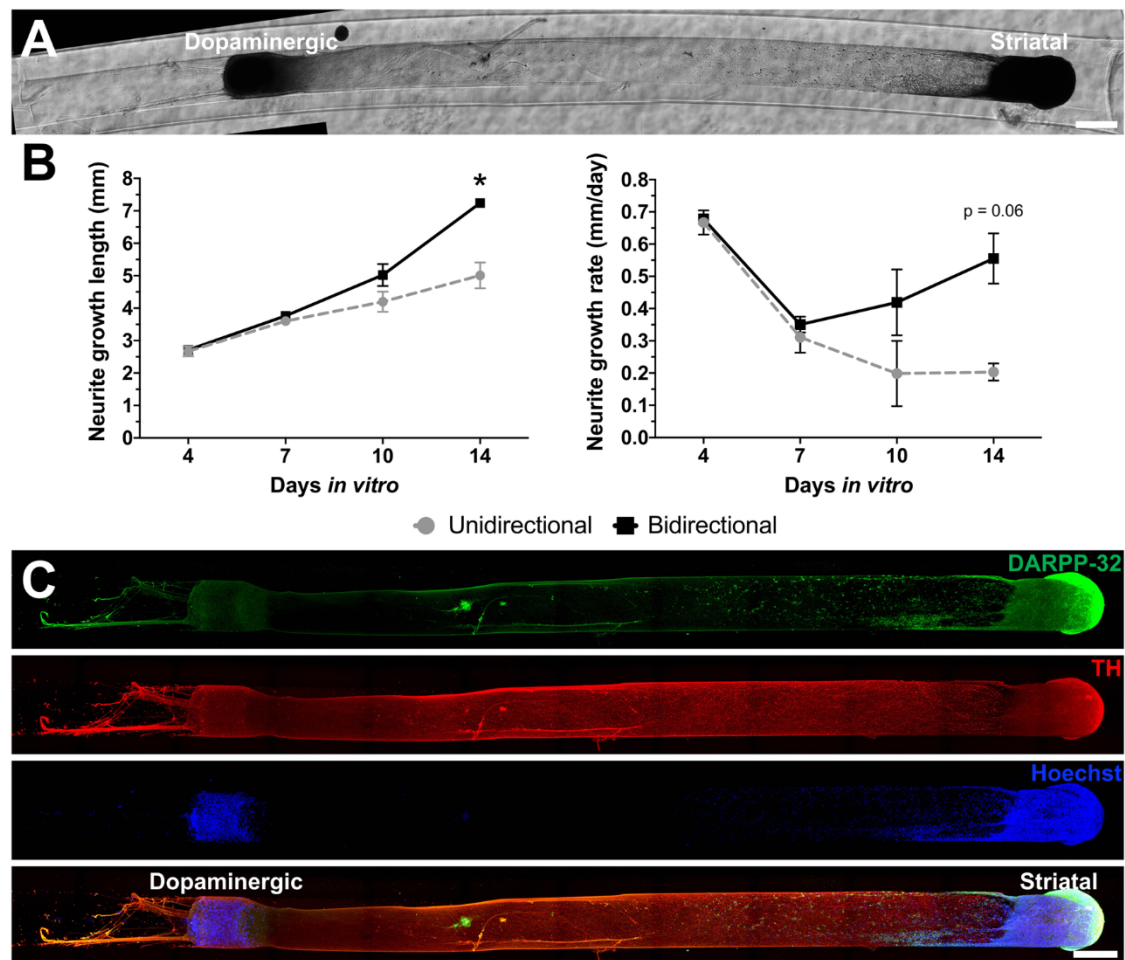 A
Dopaminergic
Striatal
B
Neurite growth length (mm)
8
7
6
5
4
3
2
1
0
*
4
7
10
14
Days in vitro
Neurite growth rate (mm/day)
0.8
0.7
0.6
0.5
0.4
0.3
0.2
0.1
0.0
p = 0.06
4
7
10
14
Days in vitro
Unidirectional
Bidirectional
C
DARPP-32
TH
Hoechst
Dopaminergic
Striatal